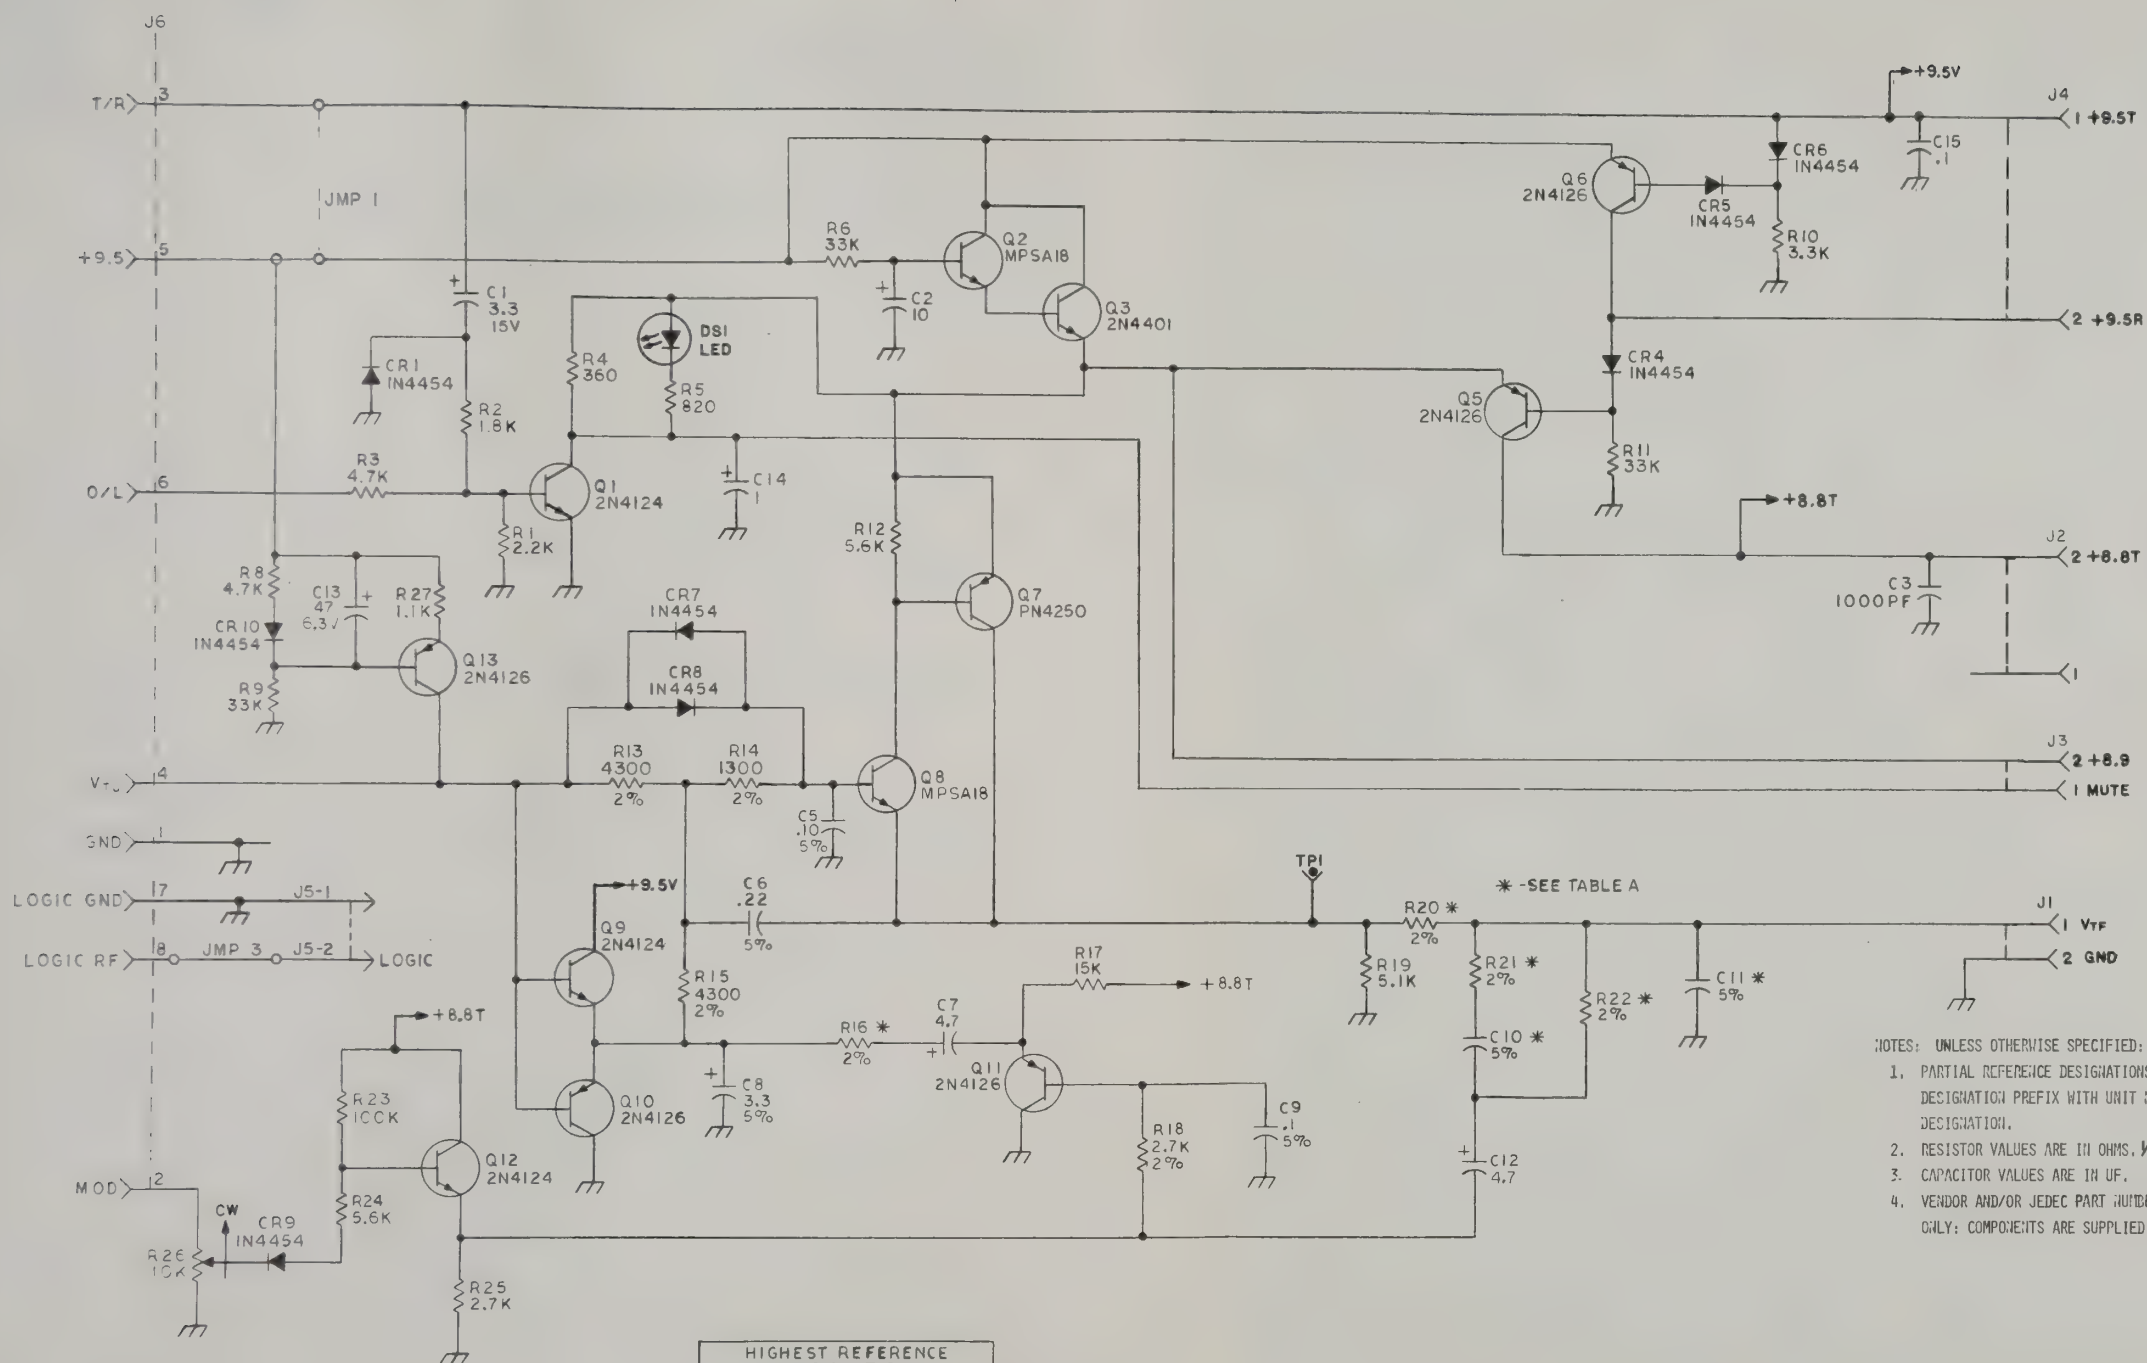 J6
T/R 3
JMP 1
+9.5 5
C1
3.3
15V
CR1
1N4454
R2
1.8K
R3
4.7K
O/L 6
R4
360
DS1
LED
R5
820
Q1
2N4124
R1
2.2K
C14
1
R6
33K
C2
10
Q2
MPSA18
Q3
2N4401
Q6
2N4126
CR5
1N4454
CR6
1N4454
R10
3.3K
+9.5V
C15
.1
J4
1 +9.5T
2 +9.5R
CR4
1N4454
Q5
2N4126
R11
33K
+8.8T
J2
2 +8.8T
C3
1000PF
1
J3
2 +8.9
1 MUTE
R8
4.7K
C13
47
6.3V
R27
1.1K
CR10
1N4454
R9
33K
Q13
2N4126
CR7
1N4454
CR8
1N4454
R12
5.6K
Q7
PN4250
4
R13
4300
2%
R14
1300
2%
Q8
MPSA18
C5
.10
5%
GND 1
LOGIC GND 7 J5-1
LOGIC RF 8 JMP 3 J5-2 LOGIC
+9.5V
Q9
2N4124
C6
.22
5%
R15
4300
2%
Q10
2N4126
C8
3.3
5%
R16 *
2%
C7
4.7
R17
15K
+8.8T
Q11
2N4126
R18
2.7K
2%
C9
.1
5%
TP1
* -SEE TABLE A
R19
5.1K
R20 *
2%
R21 *
2%
C10 *
5%
R22 *
2%
C11 *
5%
C12
4.7
J1
1 VTF
2 GND
+8.8T
R23
100K
Q12
2N4124
R24
5.6K
MOD 2
CW
CR9
1N4454
R26
10K
R25
2.7K
NOTES: UNLESS OTHERWISE SPECIFIED:
1. PARTIAL REFERENCE DESIGNATIONS
DESIGNATION PREFIX WITH UNIT
DESIGNATION.
2. RESISTOR VALUES ARE IN OHMS,
3. CAPACITOR VALUES ARE IN UF.
4. VENDOR AND/OR JEDEC PART
ONLY: COMPONENTS ARE SUPPLIED
HIGHEST REFERENCE